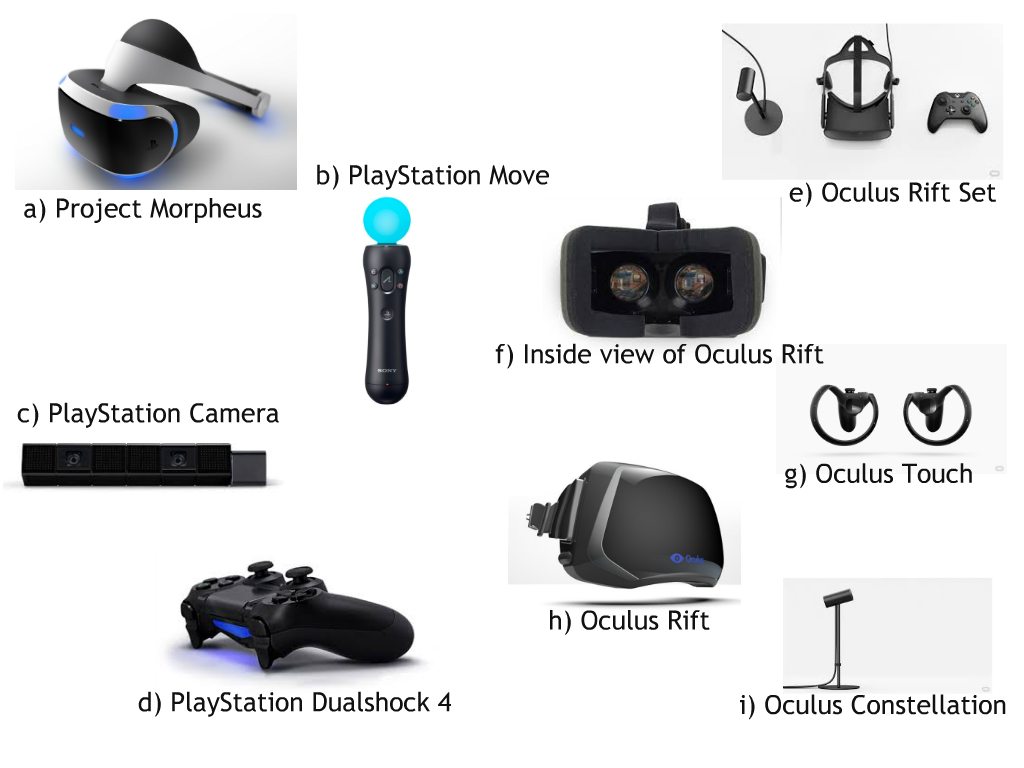 a) Project Morpheus
b) PlayStation Move
SONY
c) PlayStation Camera
d) PlayStation Dualshock 4
e) Oculus Rift Set
f) Inside view of Oculus Rift
g) Oculus Touch
Oculus
h) Oculus Rift
i) Oculus Constellation